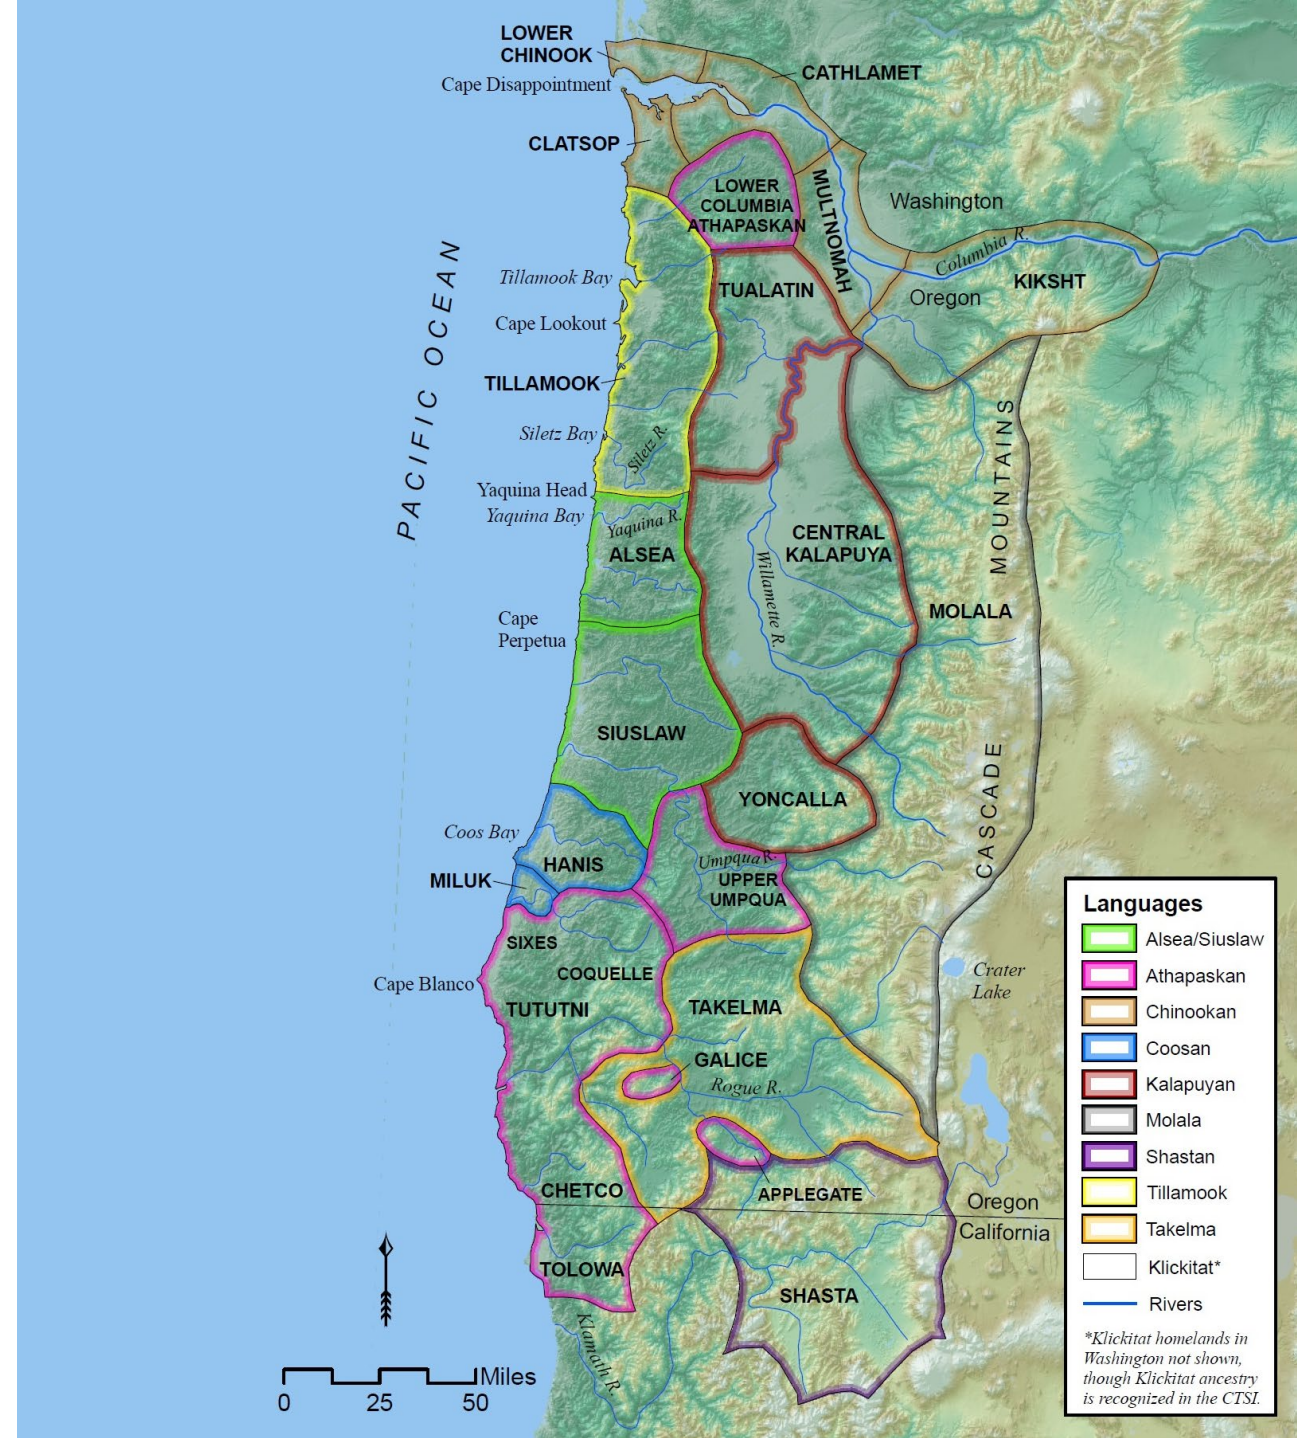 LOWER
CHINOOK
Cape Disappointment
CATHLAMET
CLATSOP
LOWER
COLUMBIA
ATHAPASKAN
MULTNOMAH
Washington
Columbia R.
KIKSHT
Oregon
PACIFIC OCEAN
Tillamook Bay
TUALATIN
Cape Lookout
TILLAMOOK
Siletz Bay
Siletz R.
Yaquina Head
Yaquina Bay
Yaquina R.
ALSEA
CENTRAL
KALAPUYA
Willamette R.
MOLALA
CASCADE MOUNTAINS
Cape
Perpetua
SIUSLAW
YONCALLA
Coos Bay
HANIS
MILUK
Umpqua R.
UPPER
UMPQUA
SIXES
COQUELLE
Cape Blanco
TUTUTNI
TAKELMA
GALICE
Rogue R.
Crater
Lake
CHETCO
APPLEGATE
Oregon
California
TOLOWA
SHASTA
Klamath R.
Miles
0 25 50
Languages
Alsea/Siuslaw
Athapaskan
Chinookan
Coosan
Kalapuyan
Molala
Shastan
Tillamook
Takelma
Klickitat*
Rivers
*Klickitat homelands in
Washington not shown,
though Klickitat ancestry
is recognized in the CTSI.